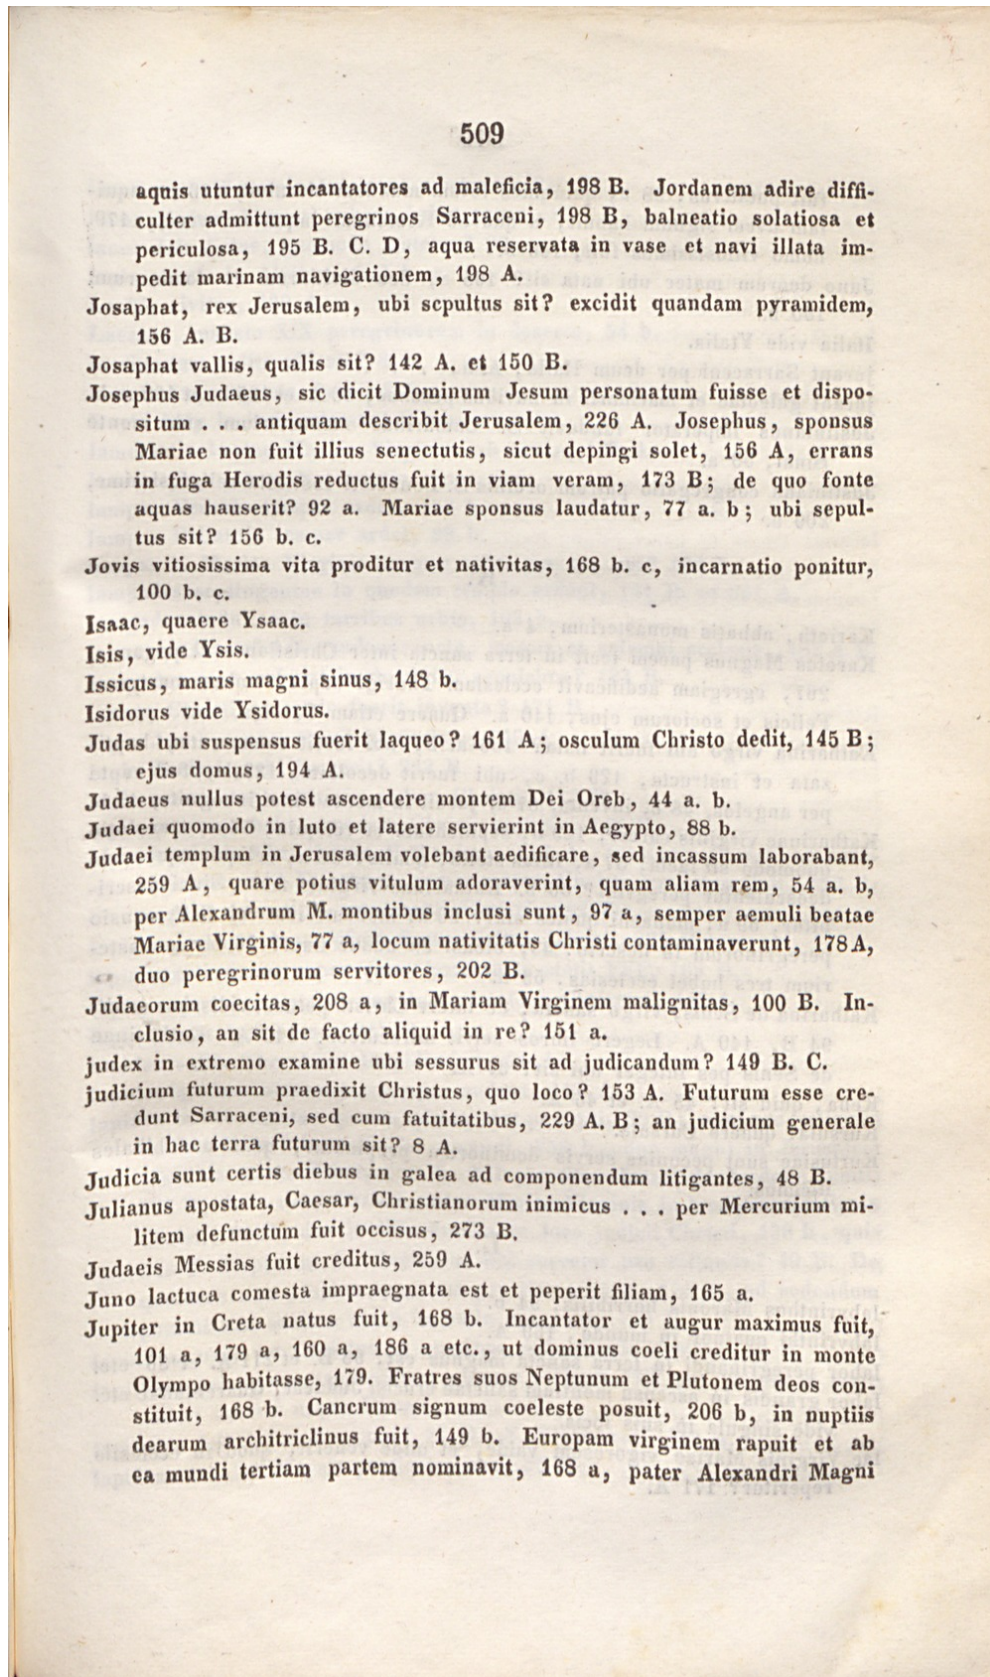 509
aqnis utuntur incantatores ad maleficia, 198 B. Jordanem adire diffi-
culter admittunt peregrinos Sarraceni, 198 B, balneatio solatiosa et
periculosa, 195 B. C. D, aqua reservata in vase et navi illata im-
pedit marinam navigationem, 198 A.
Josaphat, rex Jerusalem, ubi sepultus sit? excidit quandam pyramidem,
156 A. B.
Josaphat vallis, qualis sit? 142 A. et 150 B.
Josephus Judaeus, sic dicit Dominum Jesum personatum fuisse et dispo-
situm . . . antiquam describit Jerusalem, 226 A. Josephus, sponsus
Mariae non fuit illius senectutis, sicut depingi solet, 156 A, errans
in fuga Herodis reductus fuit in viam veram, 173 B; de quo fonte
aquas hauserit? 92 a. Mariae sponsus laudatur, 77 a. b; ubi sepul-
tus sit? 156 b. c.
Jovis vitiosissima vita proditur et nativitas, 168 b. c, incarnatio ponitur,
100 b. c.
Isaac, quaere Ysaac.
Isis, vide Ysis.
Issicus, maris magni sinus, 148 b.
Isidorus vide Ysidorus.
Judas ubi suspensus fuerit laqueo? 161 A; osculum Christo dedit, 145 B;
ejus domus, 194 A.
Judaeus nullus potest ascendere montem Dei Oreb, 44 a. b.
Judaei quomodo in luto et latere servierint in Aegypto, 88 b.
Judaei templum in Jerusalem volebant aedificare, sed incassum laborabant,
259 A, quare potius vitulum adoraverint, quam aliam rem, 54 a. b,
per Alexandrum M. montibus inclusi sunt, 97 a, semper aemuli beatae
Mariae Virginis, 77 a, locum nativitatis Christi contaminaverunt, 178 A,
duo peregrinorum servitores, 202 B.
Judaeorum coecitas, 208 a, in Mariam Virginem malignitas, 100 B. In-
clusio, an sit de facto aliquid in re? 151 a.
judex in extremo examine ubi sessurus sit ad judicandum? 149 B. C.
judicium futurum praedixit Christus, quo loco? 153 A. Futurum esse cre-
dunt Sarraceni, sed cum fatuitatibus, 229 A. B; an judicium generale
in hac terra futurum sit? 8 A.
Judicia sunt certis diebus in galea ad componendum litigantes, 48 B.
Julianus apostata, Caesar, Christianorum inimicus . . . per Mercurium mi-
litem defunctum fuit occisus, 273 B.
Judaeis Messias fuit creditus, 259 A.
Juno lactuca comesta impraegnata est et peperit filiam, 165 a.
Jupiter in Creta natus fuit, 168 b. Incantator et augur maximus fuit,
101 a, 179 a, 160 a, 186 a etc., ut dominus coeli creditur in monte
Olympo habitasse, 179. Fratres suos Neptunum et Plutonem deos con-
stituit, 168 b. Cancrum signum coeleste posuit, 206 b, in nuptiis
dearum architriclinus fuit, 149 b. Europam virginem rapuit et ab
ea mundi tertiam partem nominavit, 168 a, pater Alexandri Magni